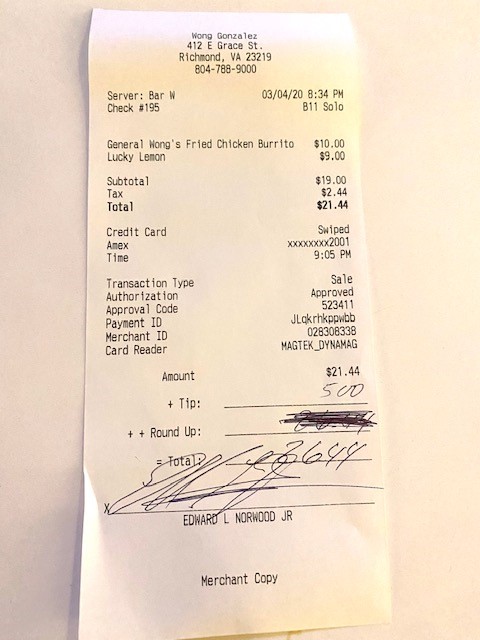 Wong Gonzalez
412 E Grace St.
Richmond, VA 23219
804-788-9000
Server: Bar W 03/04/20 8:34 PM
Check #195 B11 Solo
General Wong's Fried Chicken Burrito $10.00
Lucky Lemon $9.00
Subtotal $19.00
Tax $2.44
Total $21.44
Credit Card Swiped
Amex xxxxxxxx2001
Time 9:05 PM
Transaction Type Sale
Authorization Approved
Approval Code 523411
Payment ID JLqkrhkppwbb
Merchant ID 028308338
Card Reader MAGTEK_DYNAMAG
Amount $21.44
+ Tip: 500
+ + Round Up:
= Total: 2644
X
EDWARD L NORWOOD JR
Merchant Copy